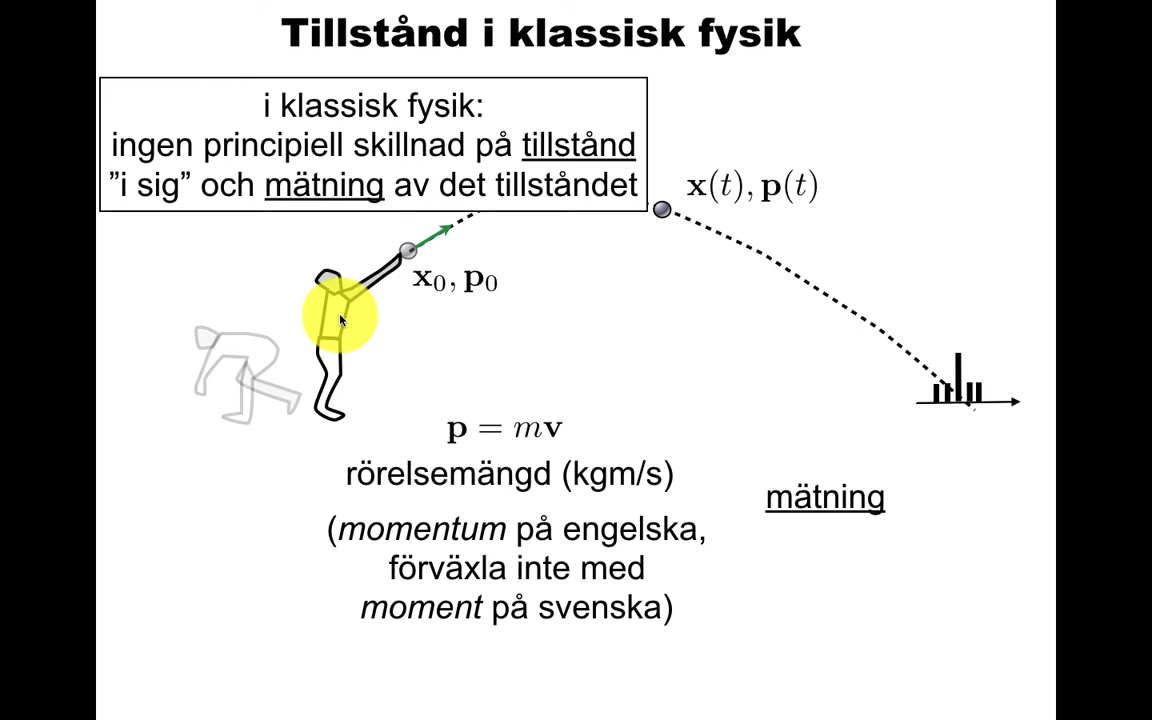 Tillstånd i klassisk fysik
i klassisk fysik:
ingen principiell skillnad på tillstånd
”i sig” och mätning av det tillståndet
x(t), p(t)
x₀, p₀
p = mv
rörelsemängd (kgm/s)
mätning
(momentum på engelska,
förväxla inte med
moment på svenska)